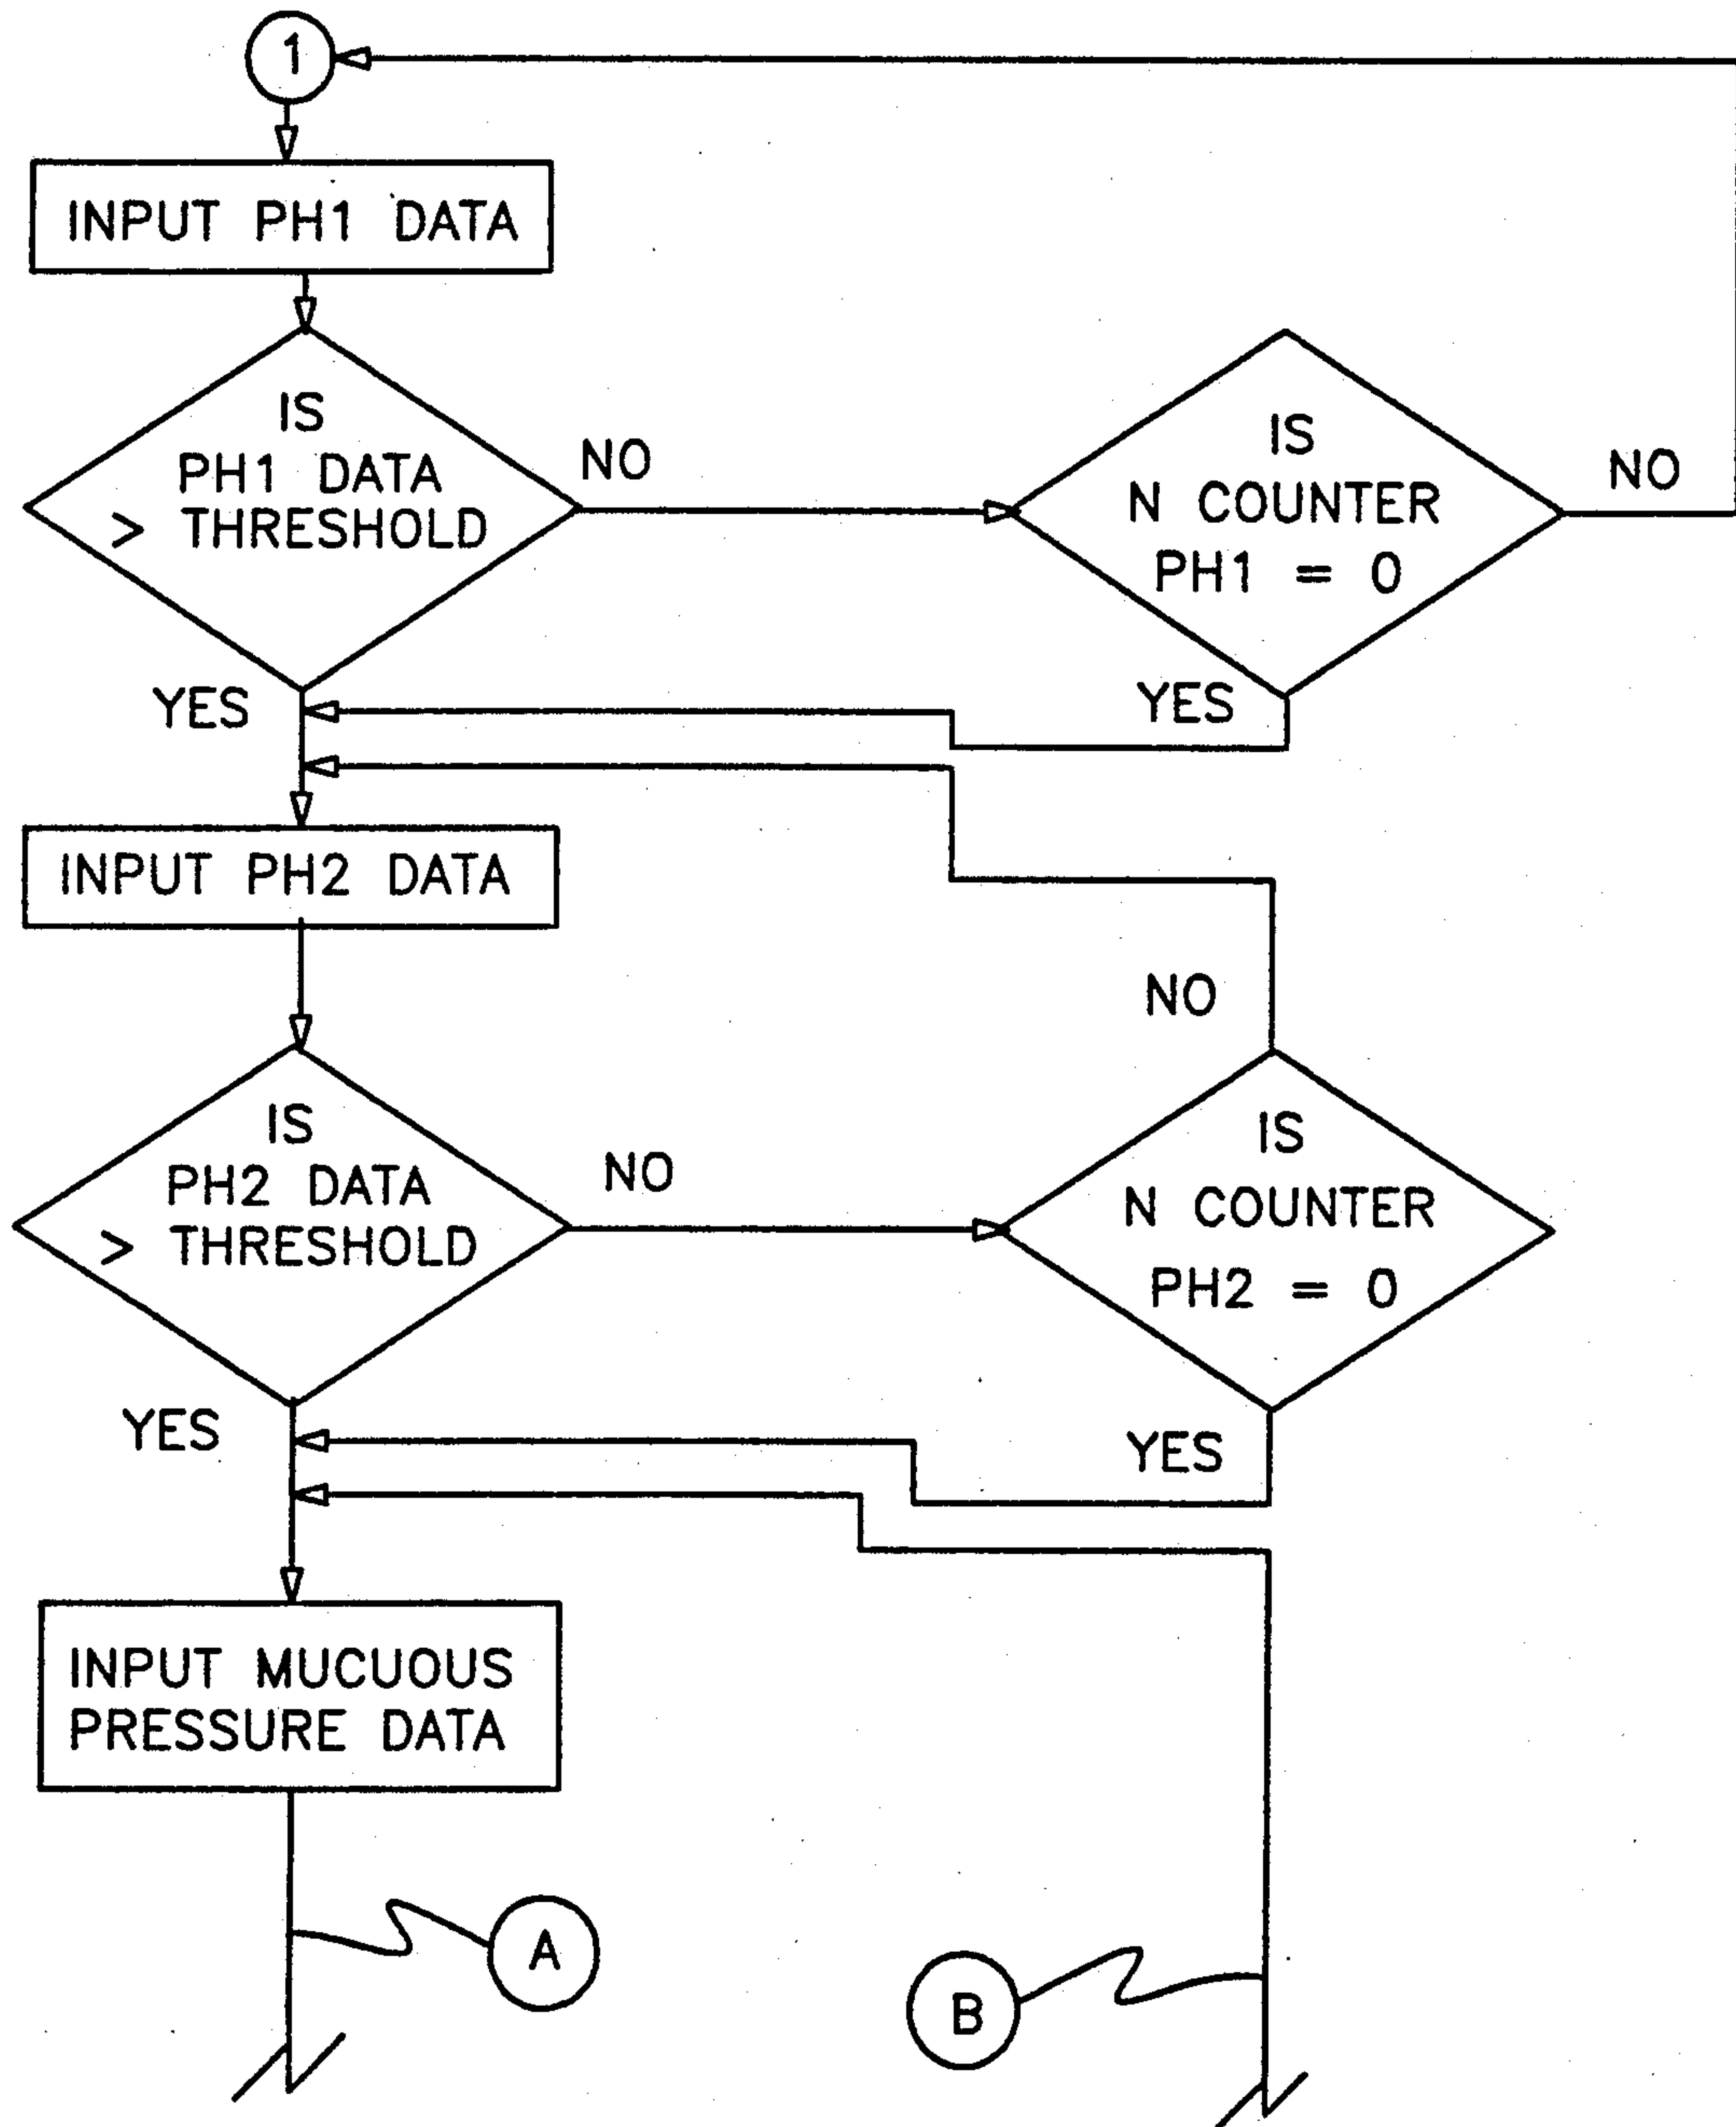 1
INPUT PH1 DATA
IS
PH1 DATA
> THRESHOLD
NO
IS
N COUNTER
PH1 = 0
NO
YES
YES
INPUT PH2 DATA
NO
IS
PH2 DATA
> THRESHOLD
NO
IS
N COUNTER
PH2 = 0
YES
YES
INPUT MUCUOUS
PRESSURE DATA
A
B